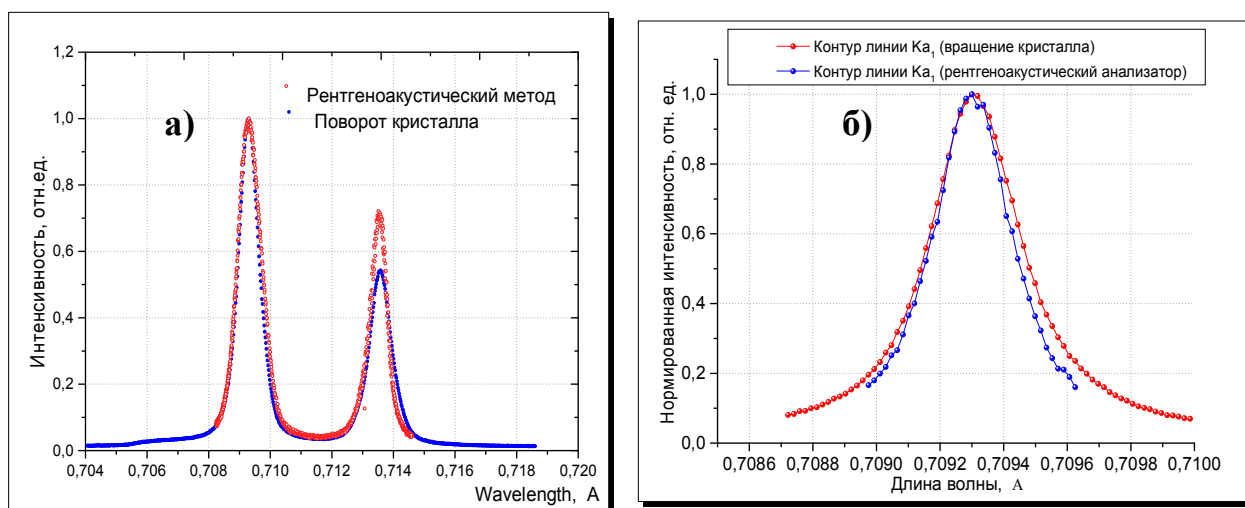 а)
Рентгеноакустический метод
Поворот кристалла
Интенсивность, отн.ед.
1,2
1,0
0,8
0,6
0,4
0,2
0,0
0,704 0,706 0,708 0,710 0,712 0,714 0,716 0,718 0,720
Wavelength, A
Контур линии Ka1 (вращение кристалла)
Контур линии Ka1 (рентгеноакустический анализатор)
б)
Нормированная интенсивность, отн. ед.
1,0
0,8
0,6
0,4
0,2
0,0
0,7086 0,7088 0,7090 0,7092 0,7094 0,7096 0,7098 0,7100
Длина волны, А